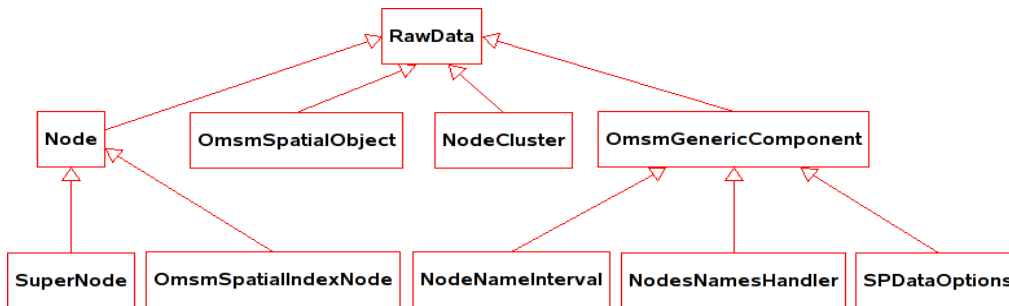 RawData
Node
OmsmSpatialObject
NodeCluster
OmsmGenericComponent
SuperNode
OmsmSpatialIndexNode
NodeNameInterval
NodesNamesHandler
SPDataOptions